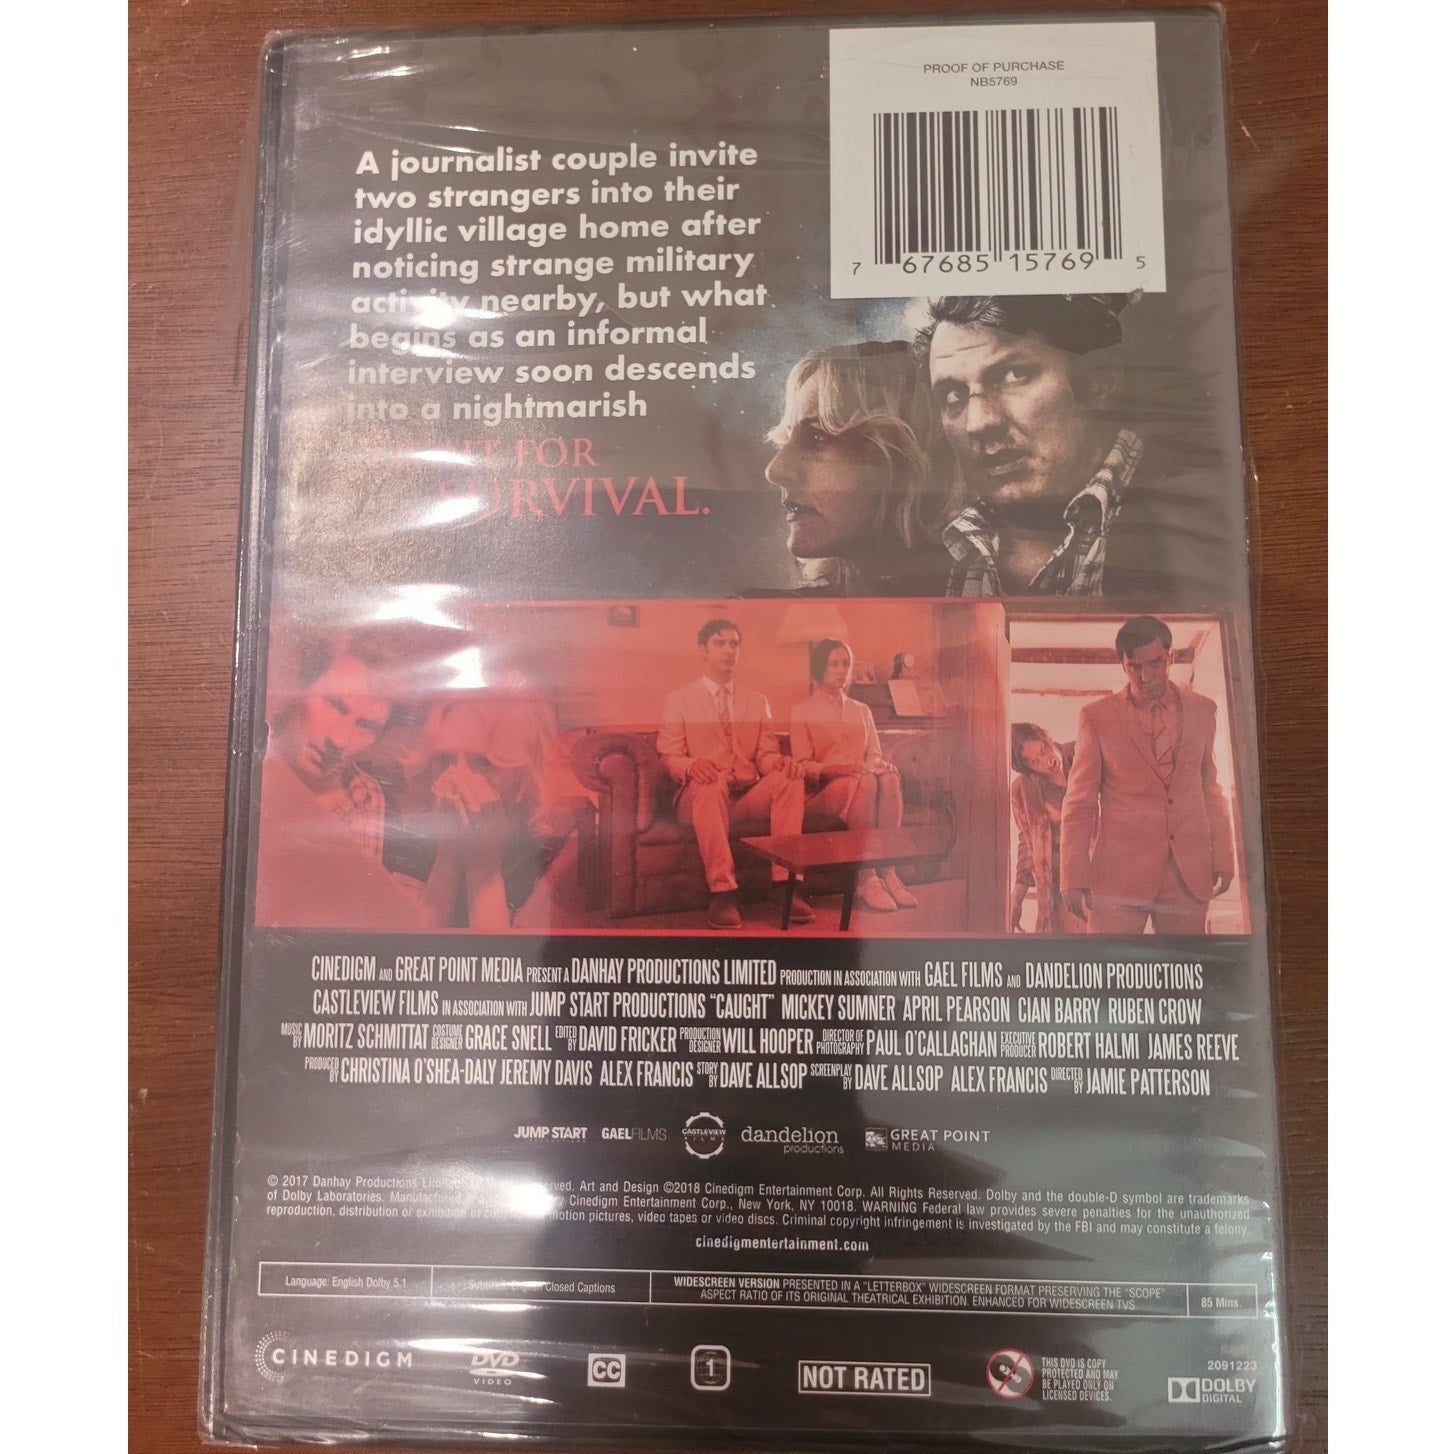 PROOF OF PURCHASE
NB5769
7 67685 15769 5
A journalist couple invite
two strangers into their
idyllic village home after
noticing strange military
activity nearby, but what
begins as an informal
interview soon descends
into a nightmarish
FOR
SURVIVAL.
CINEDIGM AND GREAT POINT MEDIA PRESENT A DANHAY PRODUCTIONS LIMITED PRODUCTION IN ASSOCIATION WITH GAEL FILMS AND DANDELION PRODUCTIONS
CASTLEVIEW FILMS IN ASSOCIATION WITH JUMP START PRODUCTIONS "CAUGHT" MICKEY SUMNER APRIL PEARSON CIAN BARRY RUBEN CROW
MUSIC BY MORITZ SCHMITTAT COSTUME DESIGNER GRACE SNELL EDITED BY DAVID FRICKER PRODUCTION DESIGNER WILL HOOPER DIRECTOR OF PHOTOGRAPHY PAUL O'CALLAGHAN EXECUTIVE PRODUCER ROBERT HALMI JAMES REEVE
PRODUCED BY CHRISTINA O'SHEA-DALY JEREMY DAVIS ALEX FRANCIS STORY BY DAVE ALLSOP SCREENPLAY BY DAVE ALLSOP ALEX FRANCIS DIRECTED BY JAMIE PATTERSON
JUMP START GAELFILMS CASTLEVIEW FILMS dandelion productions GREAT POINT MEDIA
© 2017 Danhay Productions Art and Design ©2018 Cinedigm Entertainment Corp. All Rights Reserved. Dolby and the double-D symbol are trademarks
of Dolby Laboratories. Cinedigm Entertainment Corp., New York, NY 10018. WARNING Federal law provides severe penalties for the unauthorized
reproduction, distribution or exhibition of motion pictures, video tapes or video discs. Criminal copyright infringement is investigated by the FBI and may constitute a felony.
cinedigmentertainment.com
Language: English Dolby 5.1
English Closed Captions
WIDESCREEN VERSION PRESENTED IN A "LETTERBOX" WIDESCREEN FORMAT PRESERVING THE "SCOPE"
ASPECT RATIO OF ITS ORIGINAL THEATRICAL EXHIBITION. ENHANCED FOR WIDESCREEN TVS.
85 Mins.
CINEDIGM
DVD
VIDEO
CC
1
NOT RATED
THIS DVD IS COPY
PROTECTED AND MAY
BE PLAYED ONLY ON
LICENSED DEVICES.
2091223
DOLBY
DIGITAL